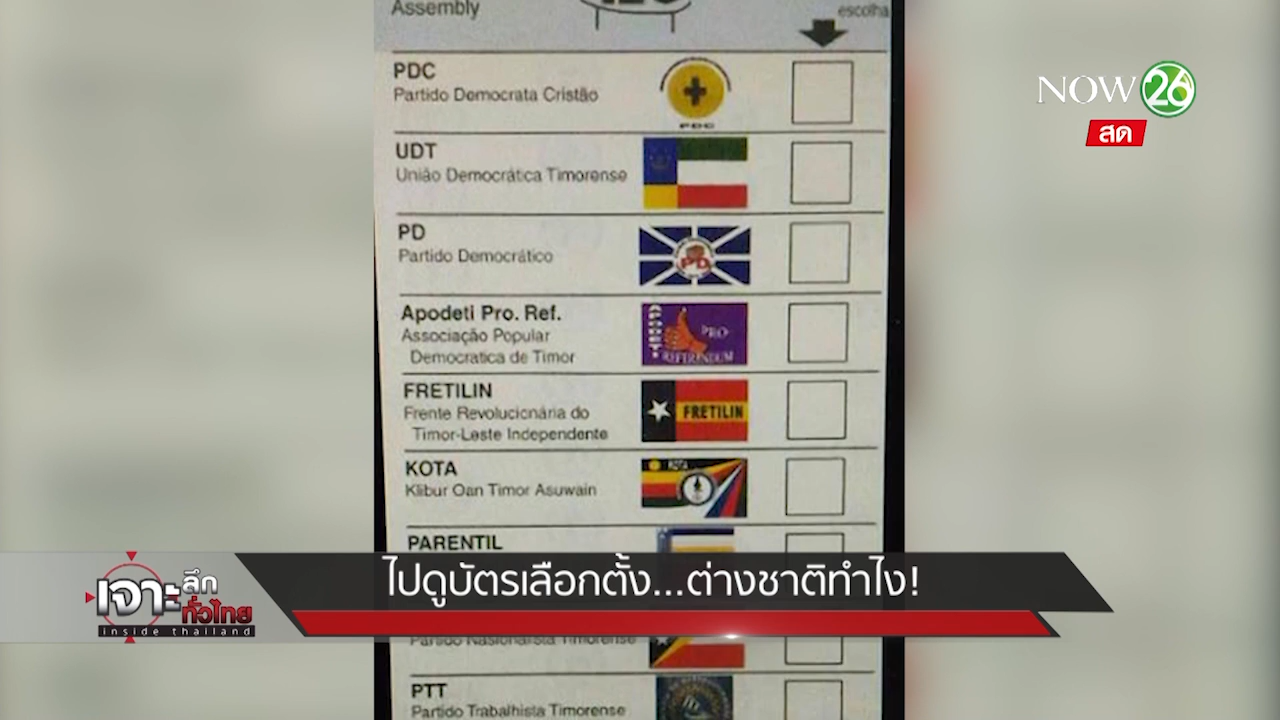 Assembly
escolha
PDC
Partido Democrata Cristão
PDC
UDT
União Democrática Timorense
PD
Partido Democrático
PD
Apodeti Pro. Ref.
Associação Popular
Democratica de Timor
APODETI
PRO-
REFERENDUM
FRETILIN
Frente Revolucionária do
Timor-Leste Independente
FRETILIN
KOTA
Klibur Oan Timor Asuwain
PARENTIL
Partido Nasionalista Timorense
PTT
Partido Trabalhista Timorense
NOW 26
สด
เจาะลึกทั่วไทย
inside thailand
ไปดูบัตรเลือกตั้ง...ต่างชาติทำไง!